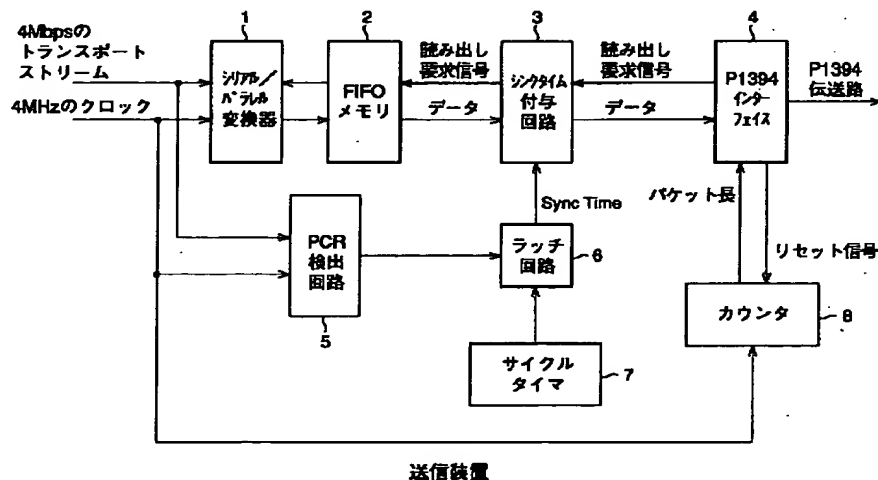 4Mbpsの
トランスポート
ストリーム
4MHzのクロック
1
シリアル／
パラレル
変換器
2
FIFO
メモリ
読み出し
要求信号
データ
3
シンクタイム
付与
回路
読み出し
要求信号
データ
4
P1394
インター
フェイス
P1394
伝送路
Sync Time
パケット長
リセット信号
PCR
検出
回路
5
ラッチ
回路
6
サイクル
タイマ
7
カウンタ
8
送信装置